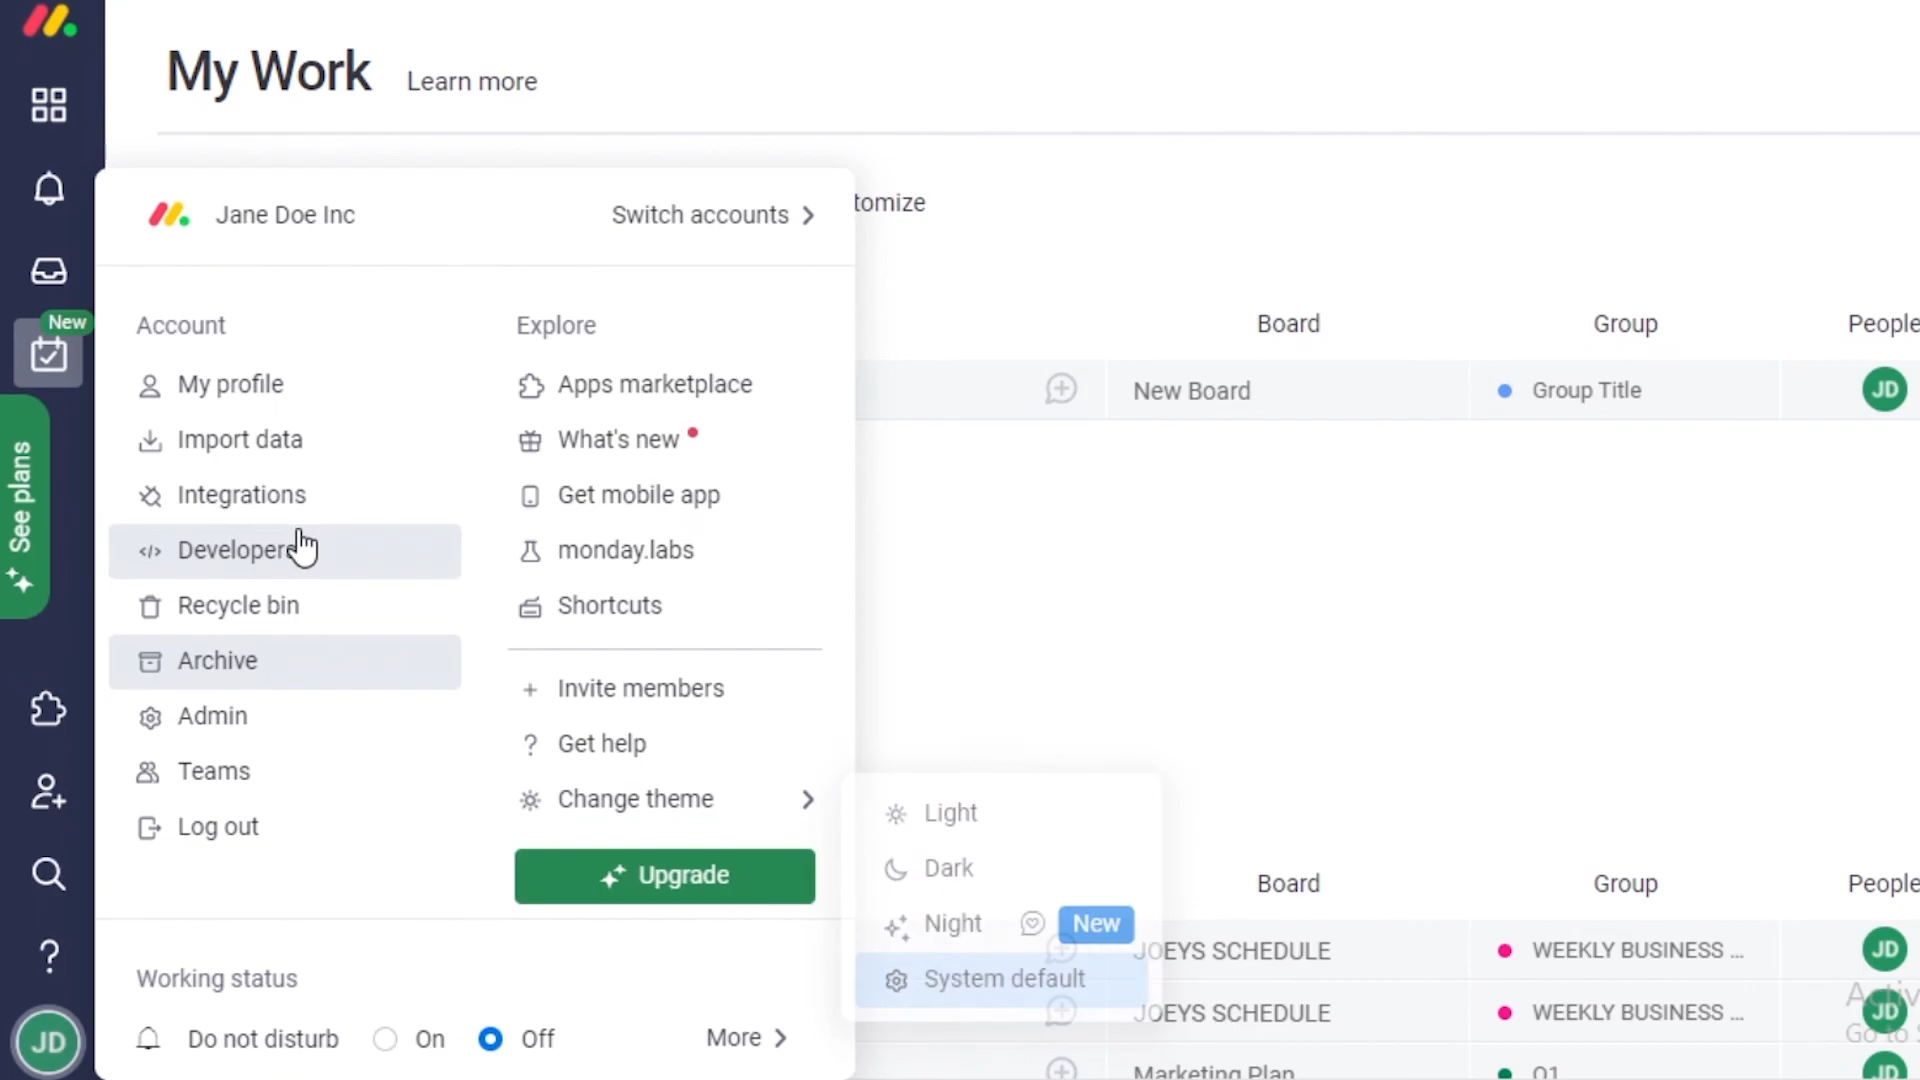 My Work Learn more
New
See plans
Jane Doe Inc Switch accounts
tomize
Account Explore
My profile
Import data
Integrations
Developers
Recycle bin
Archive
Admin
Teams
Log out
Apps marketplace
What's new
Get mobile app
monday.labs
Shortcuts
Invite members
Get help
Change theme
Upgrade
Light
Dark
Night New
System default
Working status
Do not disturb On Off More
JD
Board Group People
New Board Group Title JD
Board Group People
JOEYS SCHEDULE WEEKLY BUSINESS ... JD
JOEYS SCHEDULE WEEKLY BUSINESS ... JD
Marketing Plan Q1 JD
Go to